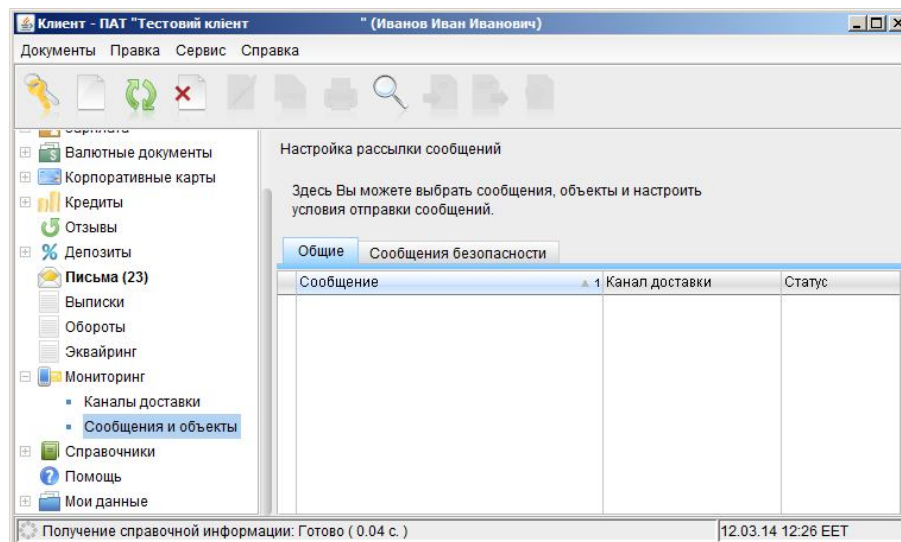 Клиент - ПАТ "Тестовий клієнт " (Иванов Иван Иванович)
Документы Правка Сервис Справка
Зарплата
Валютные документы
Корпоративные карты
Кредиты
Отзывы
Депозиты
Письма (23)
Выписки
Обороты
Эквайринг
Мониторинг
Каналы доставки
Сообщения и объекты
Справочники
Помощь
Мои данные
Настройка рассылки сообщений
Здесь Вы можете выбрать сообщения, объекты и настроить
условия отправки сообщений.
Общие Сообщения безопасности
Сообщение 1 Канал доставки Статус
Получение справочной информации: Готово ( 0.04 с. ) 12.03.14 12:26 EET